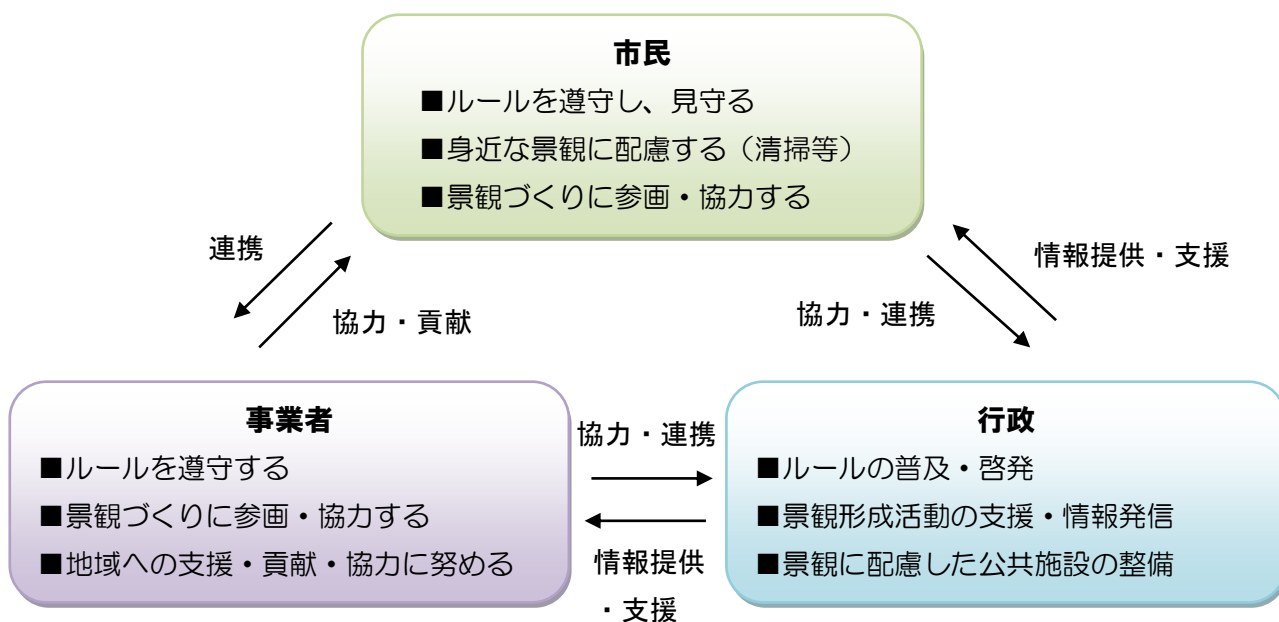 市民
■ルールを遵守し、見守る
■身近な景観に配慮する（清掃等）
■景観づくりに参画・協力する
連携
協力・貢献
情報提供・支援
協力・連携
事業者
■ルールを遵守する
■景観づくりに参画・協力する
■地域への支援・貢献・協力に努める
協力・連携
情報提供
・支援
行政
■ルールの普及・啓発
■景観形成活動の支援・情報発信
■景観に配慮した公共施設の整備